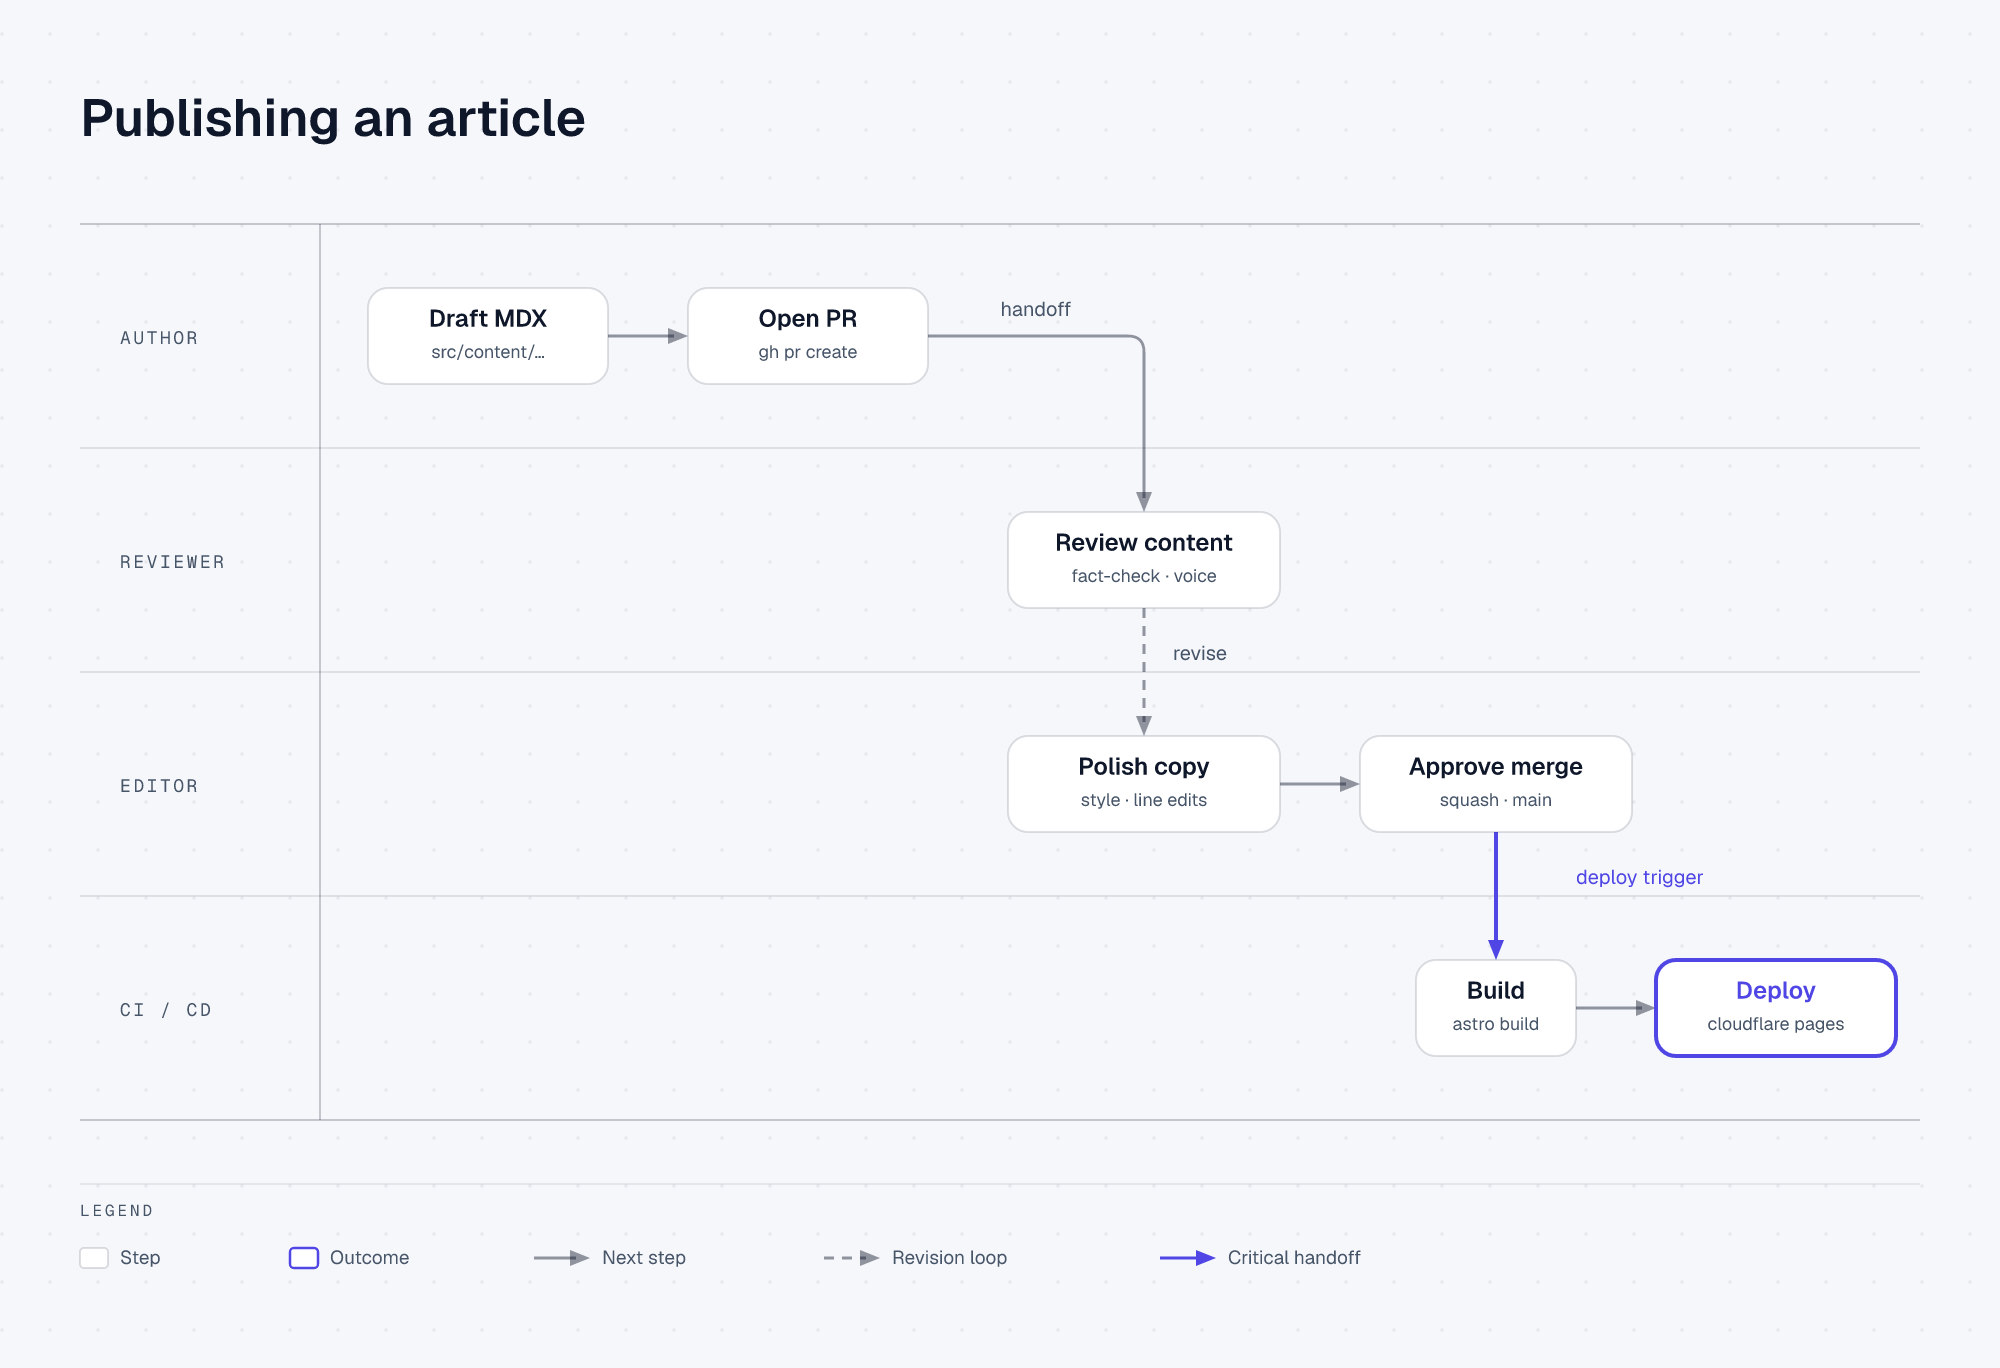 Publishing an article
AUTHOR
Draft MDX
src/content/…
Open PR
gh pr create
handoff
REVIEWER
Review content
fact-check · voice
revise
EDITOR
Polish copy
style · line edits
Approve merge
squash · main
deploy trigger
CI / CD
Build
astro build
Deploy
cloudflare pages
LEGEND
Step
Outcome
Next step
Revision loop
Critical handoff